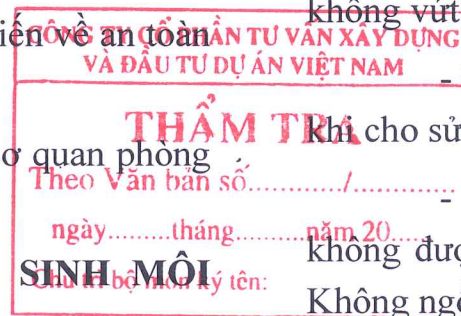 không vứt
iến về an toàn
CÔNG TY CỔ PHẦN TƯ VẤN XÂY DỰNG
VÀ ĐẦU TƯ DỰ ÁN VIỆT NAM
-
THẨM TRA
khi cho sử
ơ quan phòng
Theo Văn bản số............/............
-
ngày........tháng..........năm 20.....
không đượ
SINH MÔI
Chủ trì bộ môn ký tên:
Không ngo